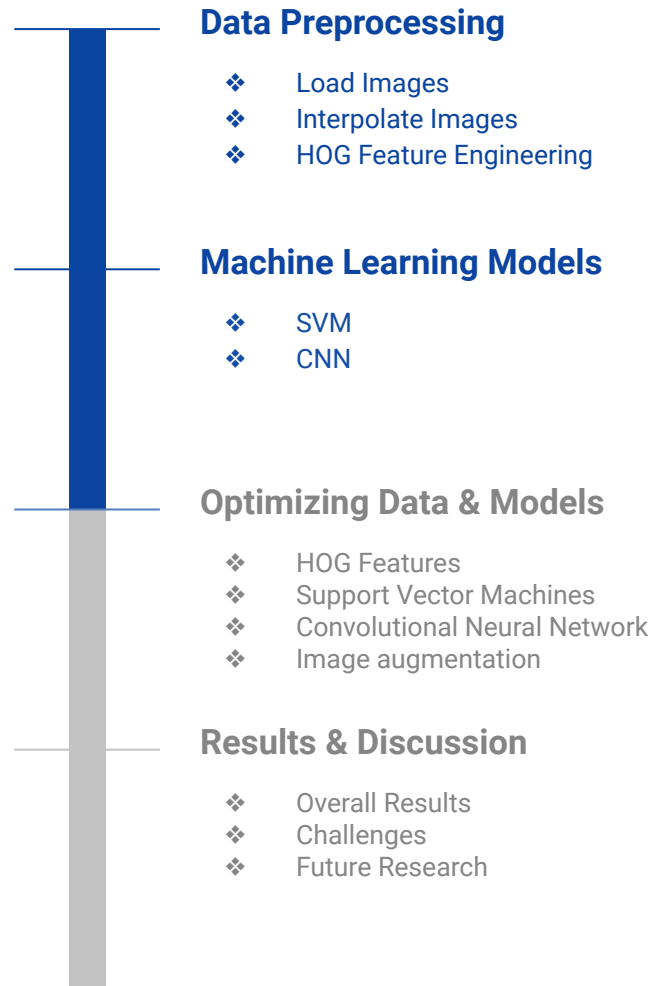 Data Preprocessing
❖ Load Images
❖ Interpolate Images
❖ HOG Feature Engineering
Machine Learning Models
❖ SVM
❖ CNN
Optimizing Data & Models
❖ HOG Features
❖ Support Vector Machines
❖ Convolutional Neural Network
❖ Image augmentation
Results & Discussion
❖ Overall Results
❖ Challenges
❖ Future Research